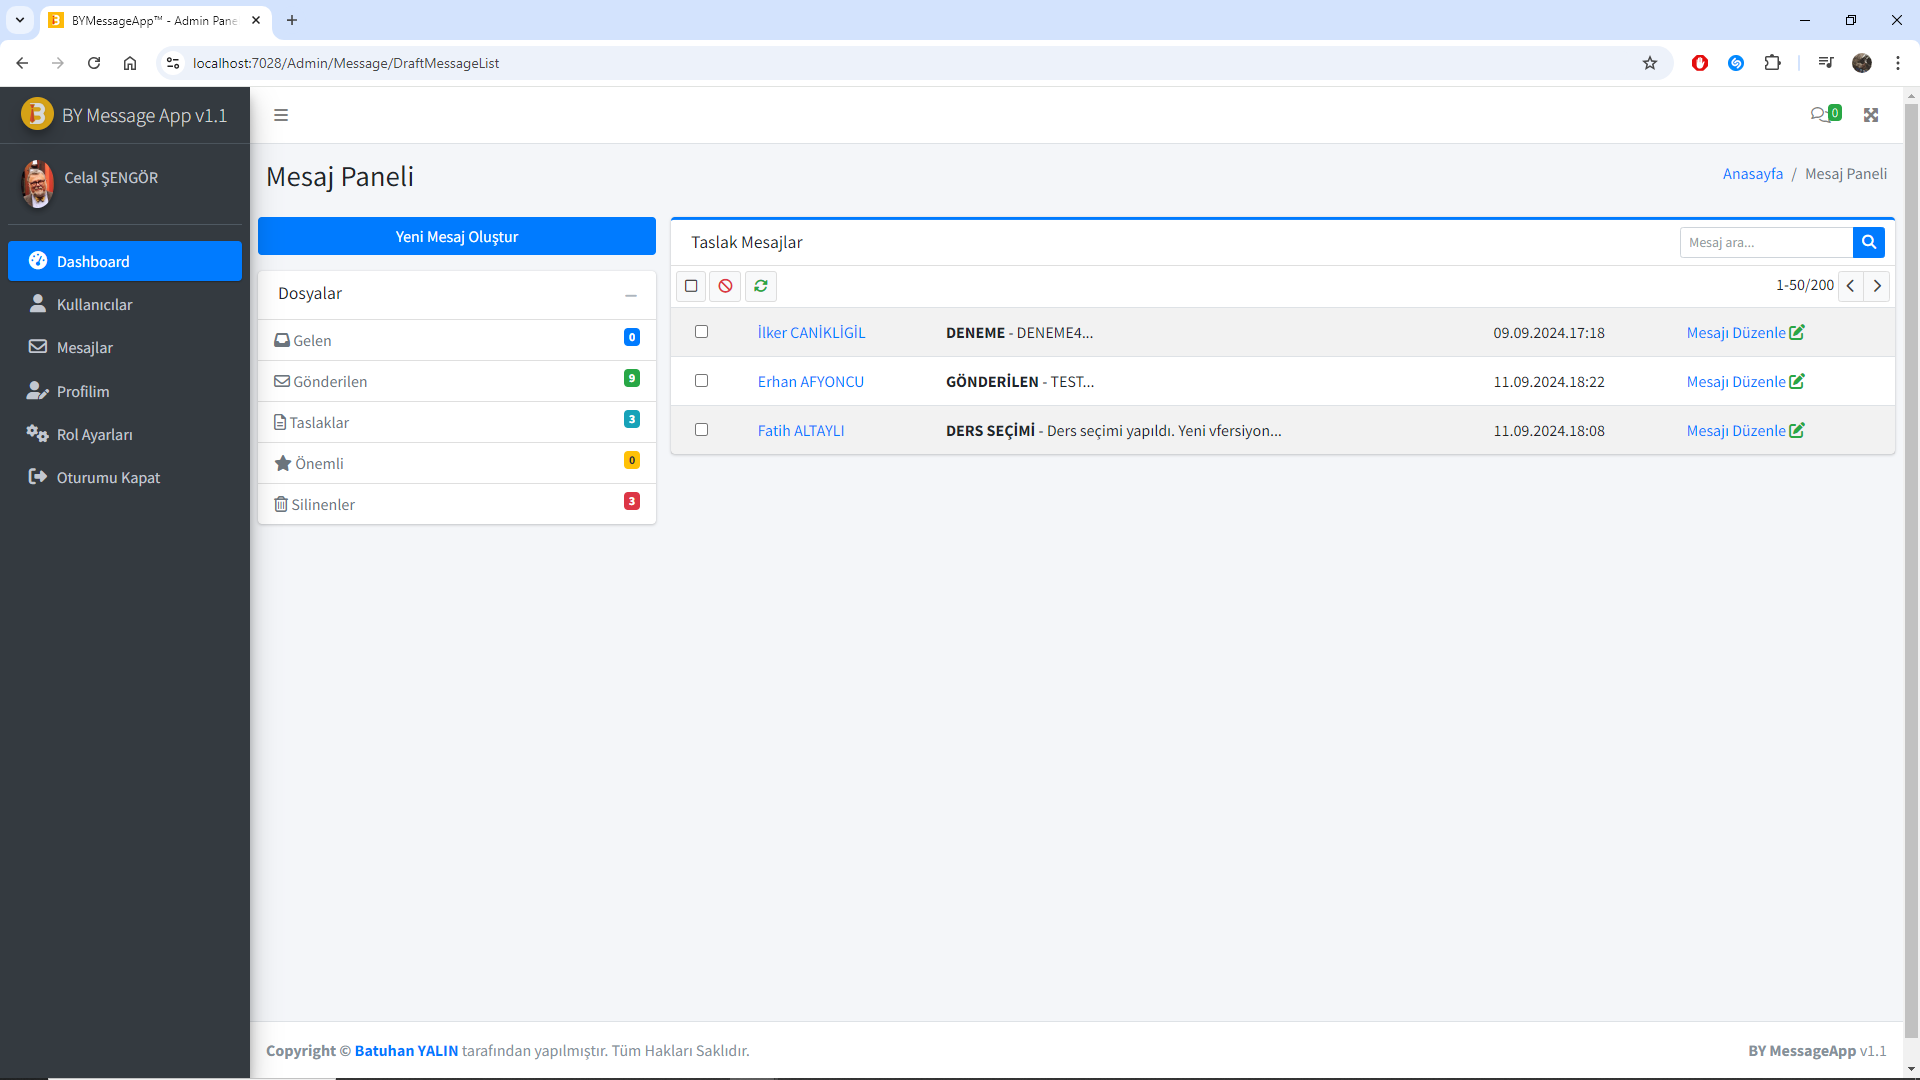 BYMessageApp™ - Admin Pane
localhost:7028/Admin/Message/DraftMessageList
BY Message App v1.1
0
Celal ŞENGÖR
Mesaj Paneli
Anasayfa / Mesaj Paneli
Dashboard
Kullanıcılar
Mesajlar
Profilim
Rol Ayarları
Oturumu Kapat
Yeni Mesaj Oluştur
Dosyalar
Gelen 0
Gönderilen 9
Taslaklar 3
Önemli 0
Silinenler 3
Taslak Mesajlar
Mesaj ara...
1-50/200
İlker CANİKLİGİL DENEME - DENEME4... 09.09.2024.17:18 Mesajı Düzenle
Erhan AFYONCU GÖNDERİLEN - TEST... 11.09.2024.18:22 Mesajı Düzenle
Fatih ALTAYLI DERS SEÇİMİ - Ders seçimi yapıldı. Yeni vfersiyon... 11.09.2024.18:08 Mesajı Düzenle
Copyright © Batuhan YALIN tarafından yapılmıştır. Tüm Hakları Saklıdır.
BY MessageApp v1.1